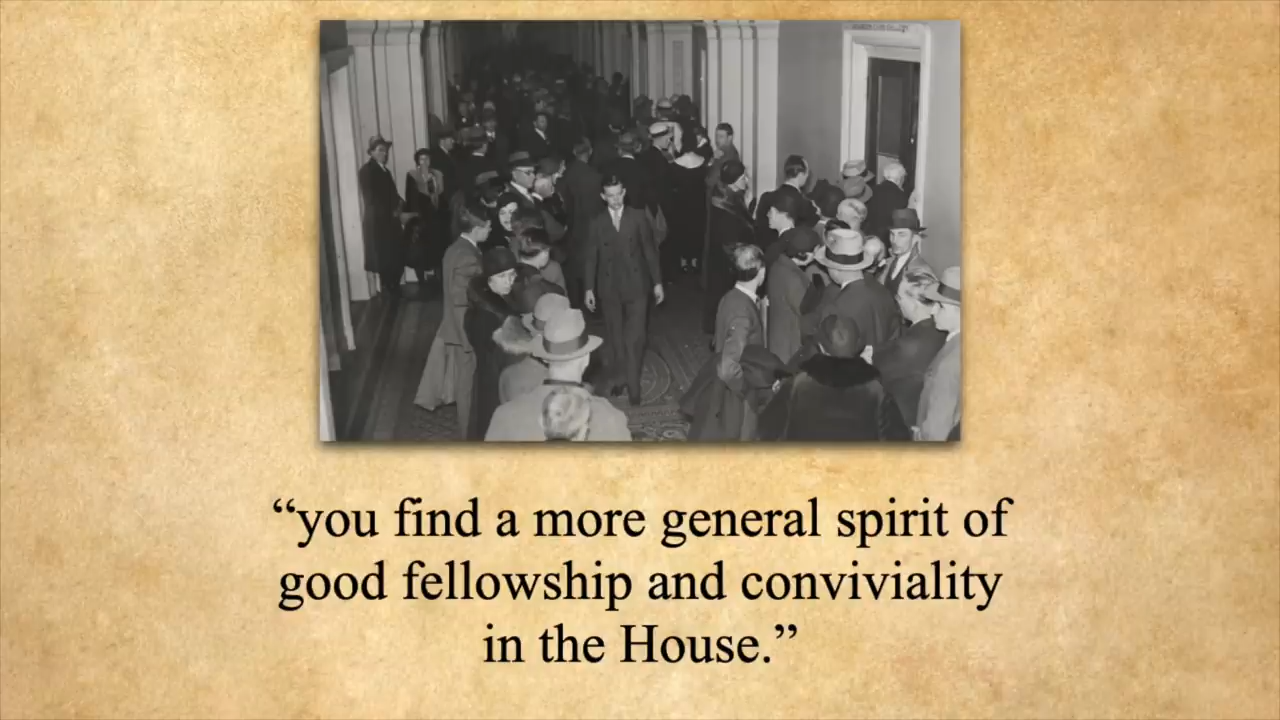 “you find a more general spirit of
good fellowship and conviviality
in the House.”